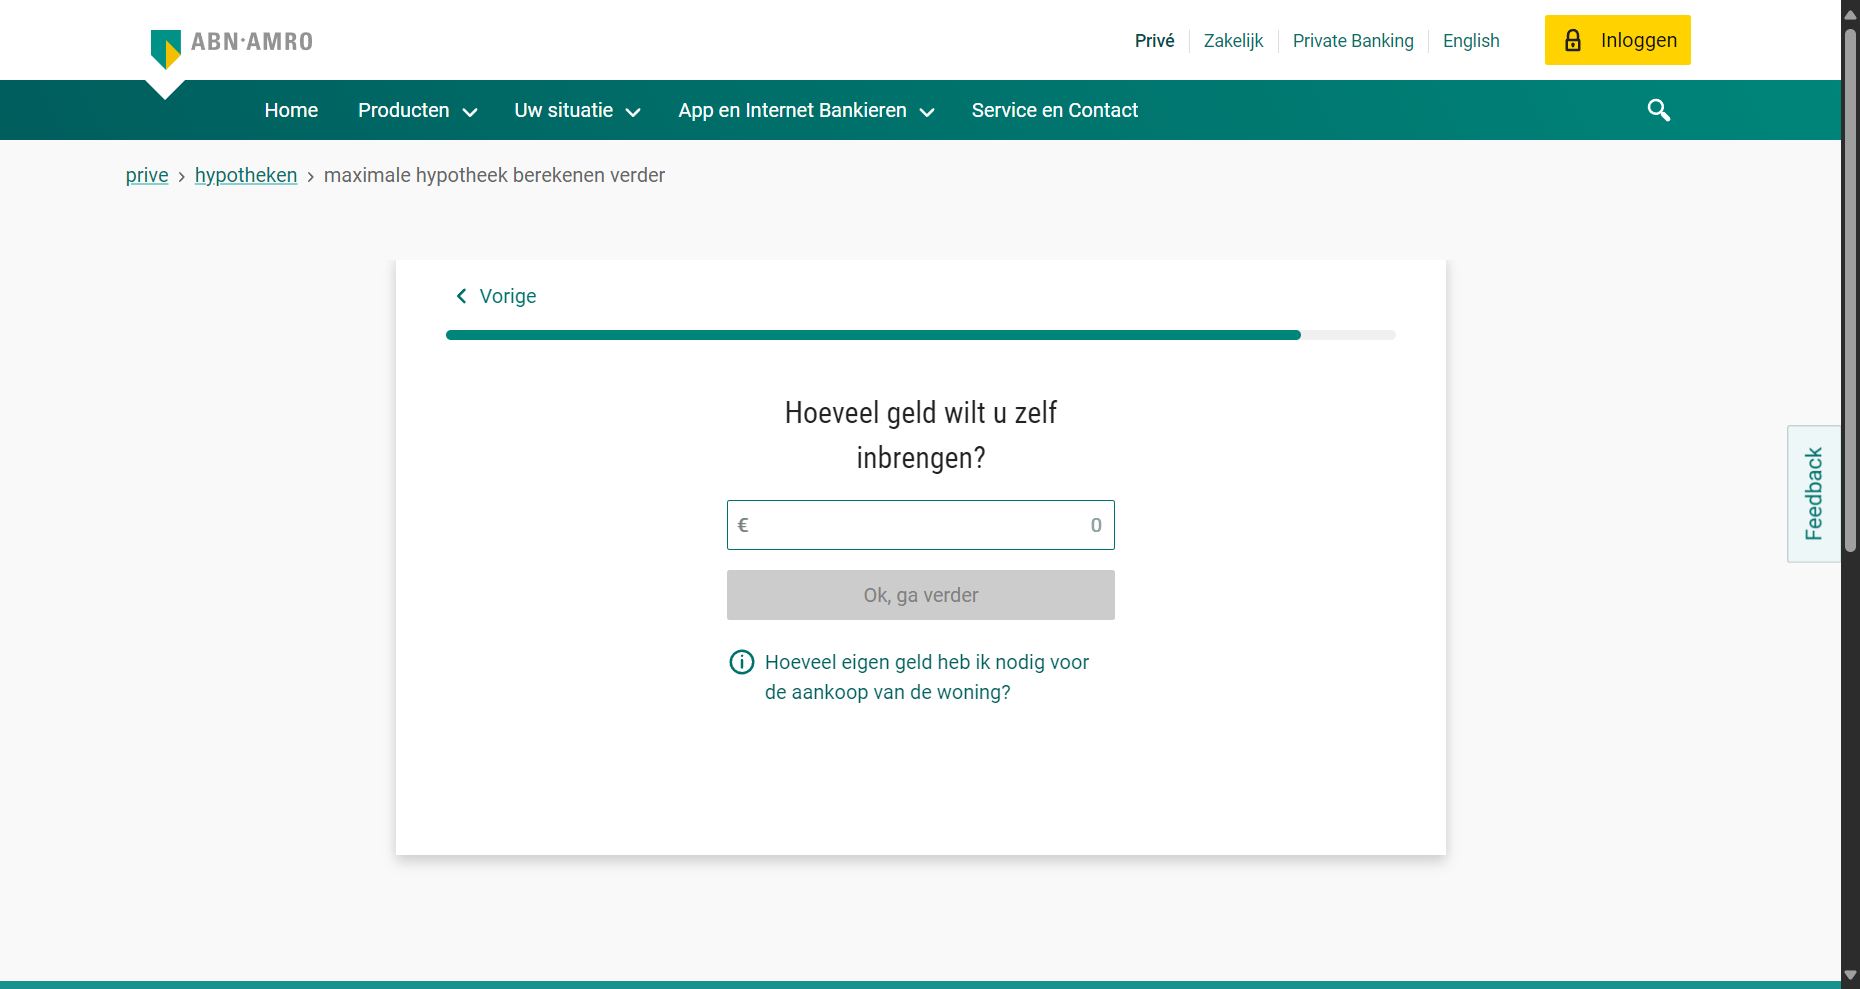 ABN·AMRO
Privé
Zakelijk
Private Banking
English
Inloggen
Home
Producten
Uw situatie
App en Internet Bankieren
Service en Contact
prive › hypotheken › maximale hypotheek berekenen verder
Vorige
Hoeveel geld wilt u zelf
inbrengen?
€ 0
Ok, ga verder
Hoeveel eigen geld heb ik nodig voor
de aankoop van de woning?
Feedback